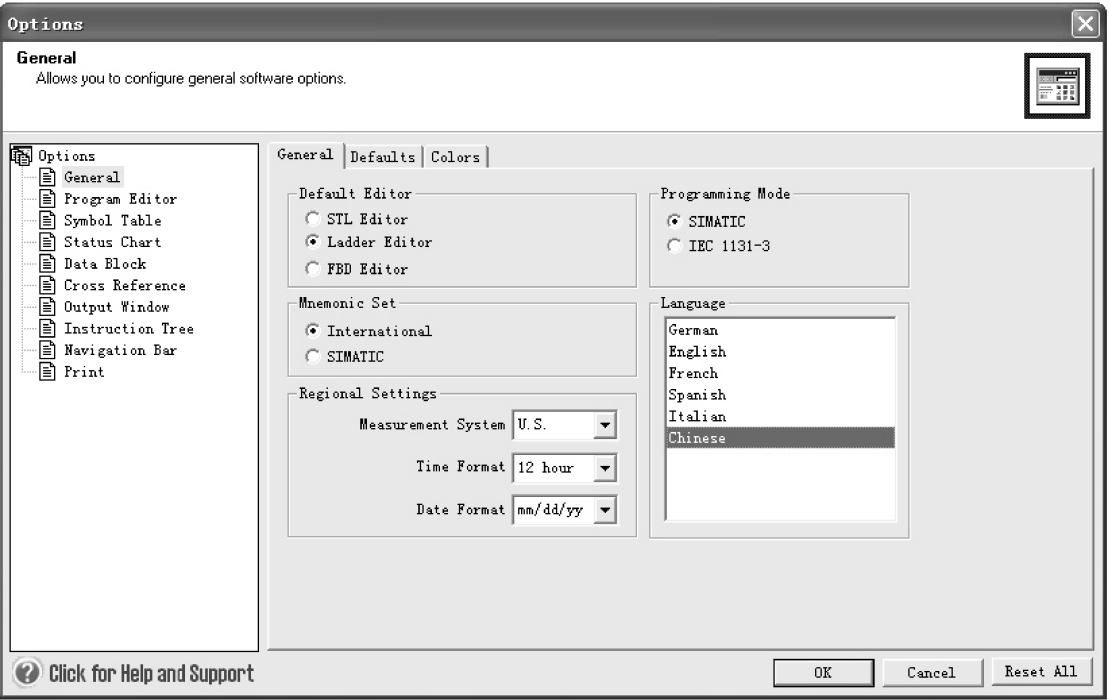 Options
General
Allows you to configure general software options.
Options
General
Program Editor
Symbol Table
Status Chart
Data Block
Cross Reference
Output Window
Instruction Tree
Navigation Bar
Print
General Defaults Colors
Default Editor
STL Editor
Ladder Editor
FBD Editor
Programming Mode
SIMATIC
IEC 1131-3
Mnemonic Set
International
SIMATIC
Language
German
English
French
Spanish
Italian
Chinese
Regional Settings
Measurement System U.S.
Time Format 12 hour
Date Format mm/dd/yy
Click for Help and Support
OK Cancel Reset All